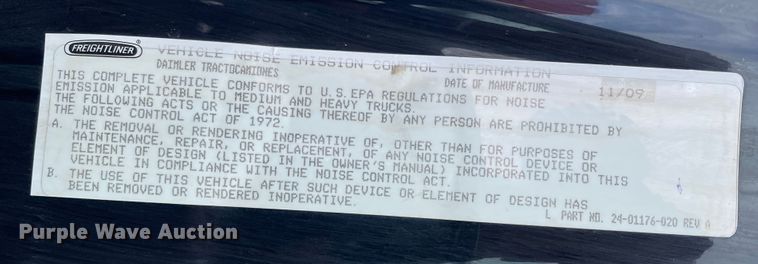 FREIGHTLINER
VEHICLE NOISE EMISSION CONTROL INFORMATION
DAIMLER TRACTOCAMIONES
DATE OF MANUFACTURE 11/09
THIS COMPLETE VEHICLE CONFORMS TO U.S.EPA REGULATIONS FOR NOISE
EMISSION APPLICABLE TO MEDIUM AND HEAVY TRUCKS.
THE FOLLOWING ACTS OR THE CAUSING THEREOF BY ANY PERSON ARE PROHIBITED BY
THE NOISE CONTROL ACT OF 1972.
A. THE REMOVAL OR RENDERING INOPERATIVE OF, OTHER THAN FOR PURPOSES OF
MAINTENANCE, REPAIR, OR REPLACEMENT, OF ANY NOISE CONTROL DEVICE OR
ELEMENT OF DESIGN (LISTED IN THE OWNER'S MANUAL) INCORPORATED INTO THIS
VEHICLE IN COMPLIANCE WITH THE NOISE CONTROL ACT.
B. THE USE OF THIS VEHICLE AFTER SUCH DEVICE OR ELEMENT OF DESIGN HAS
BEEN REMOVED OR RENDERED INOPERATIVE.
L PART NO. 24-01176-020 REV A
Purple Wave Auction